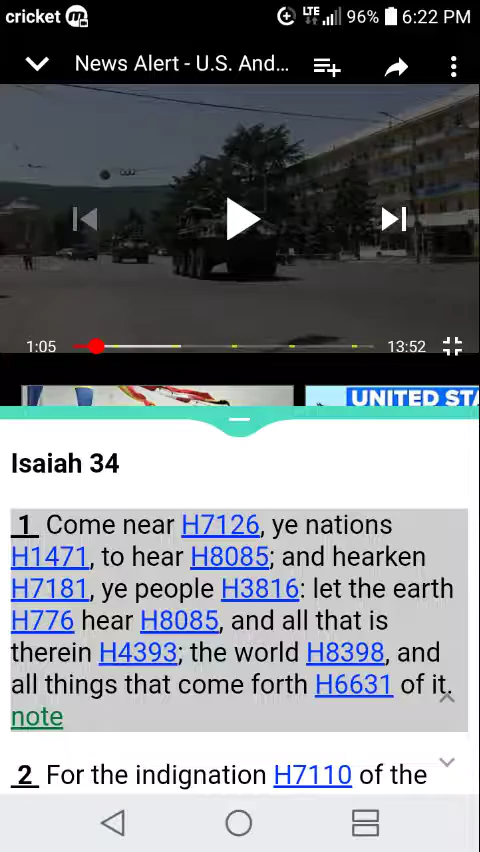 cricket LTE 96% 6:22 PM
News Alert - U.S. And...
1:05 13:52
UNITED STA
Isaiah 34
1 Come near H7126, ye nations
H1471, to hear H8085; and hearken
H7181, ye people H3816: let the earth
H776 hear H8085, and all that is
therein H4393; the world H8398, and
all things that come forth H6631 of it.
note
2 For the indignation H7110 of the